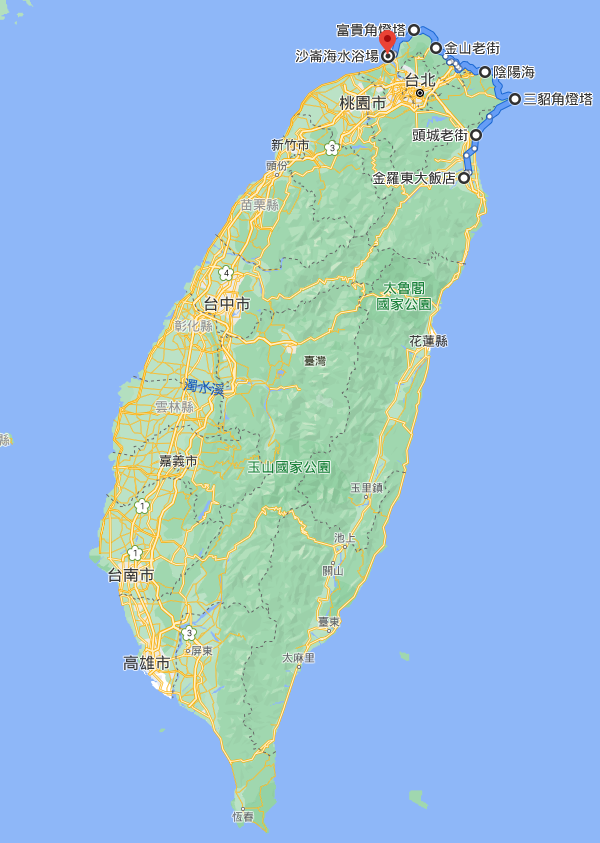 富貴角燈塔
金山老街
沙崙海水浴場
陰陽海
台北
三貂角燈塔
桃園市
頭城老街
新竹市
3
頭份
金羅東大飯店
苗栗縣
4
太魯閣
國家公園
台中市
彰化縣
花蓮縣
臺灣
濁水溪
雲林縣
縣
嘉義市
玉山國家公園
玉里鎮
1
池上
1
關山
台南市
臺東
3
屏東
太麻里
高雄市
恆春